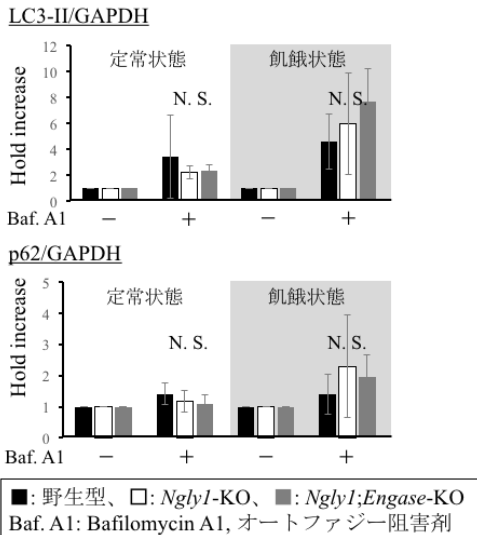 LC3-II/GAPDH
12
10
8
6
4
2
0
Hold increase
定常状態
飢餓状態
N. S.
N. S.
Baf. A1 − + − +
p62/GAPDH
5
4
3
2
1
0
Hold increase
定常状態
飢餓状態
N. S.
N. S.
Baf. A1 − + − +
■: 野生型、□: Ngly1-KO、■: Ngly1;Engase-KO
Baf. A1: Bafilomycin A1, オートファジー阻害剤